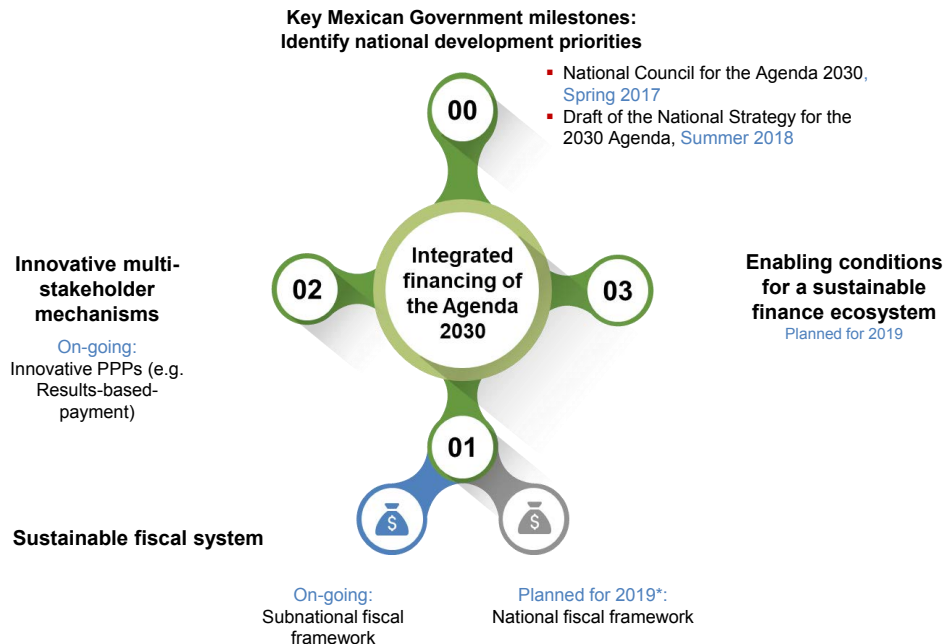 Key Mexican Government milestones:
Identify national development priorities
00
▪ National Council for the Agenda 2030,
Spring 2017
▪ Draft of the National Strategy for the
2030 Agenda, Summer 2018
Innovative multi-
stakeholder
mechanisms
On-going:
Innovative PPPs (e.g.
Results-based-
payment)
02
Integrated
financing of
the Agenda
2030
03
Enabling conditions
for a sustainable
finance ecosystem
Planned for 2019
01
$
$
Sustainable fiscal system
On-going:
Subnational fiscal
framework
Planned for 2019*:
National fiscal framework